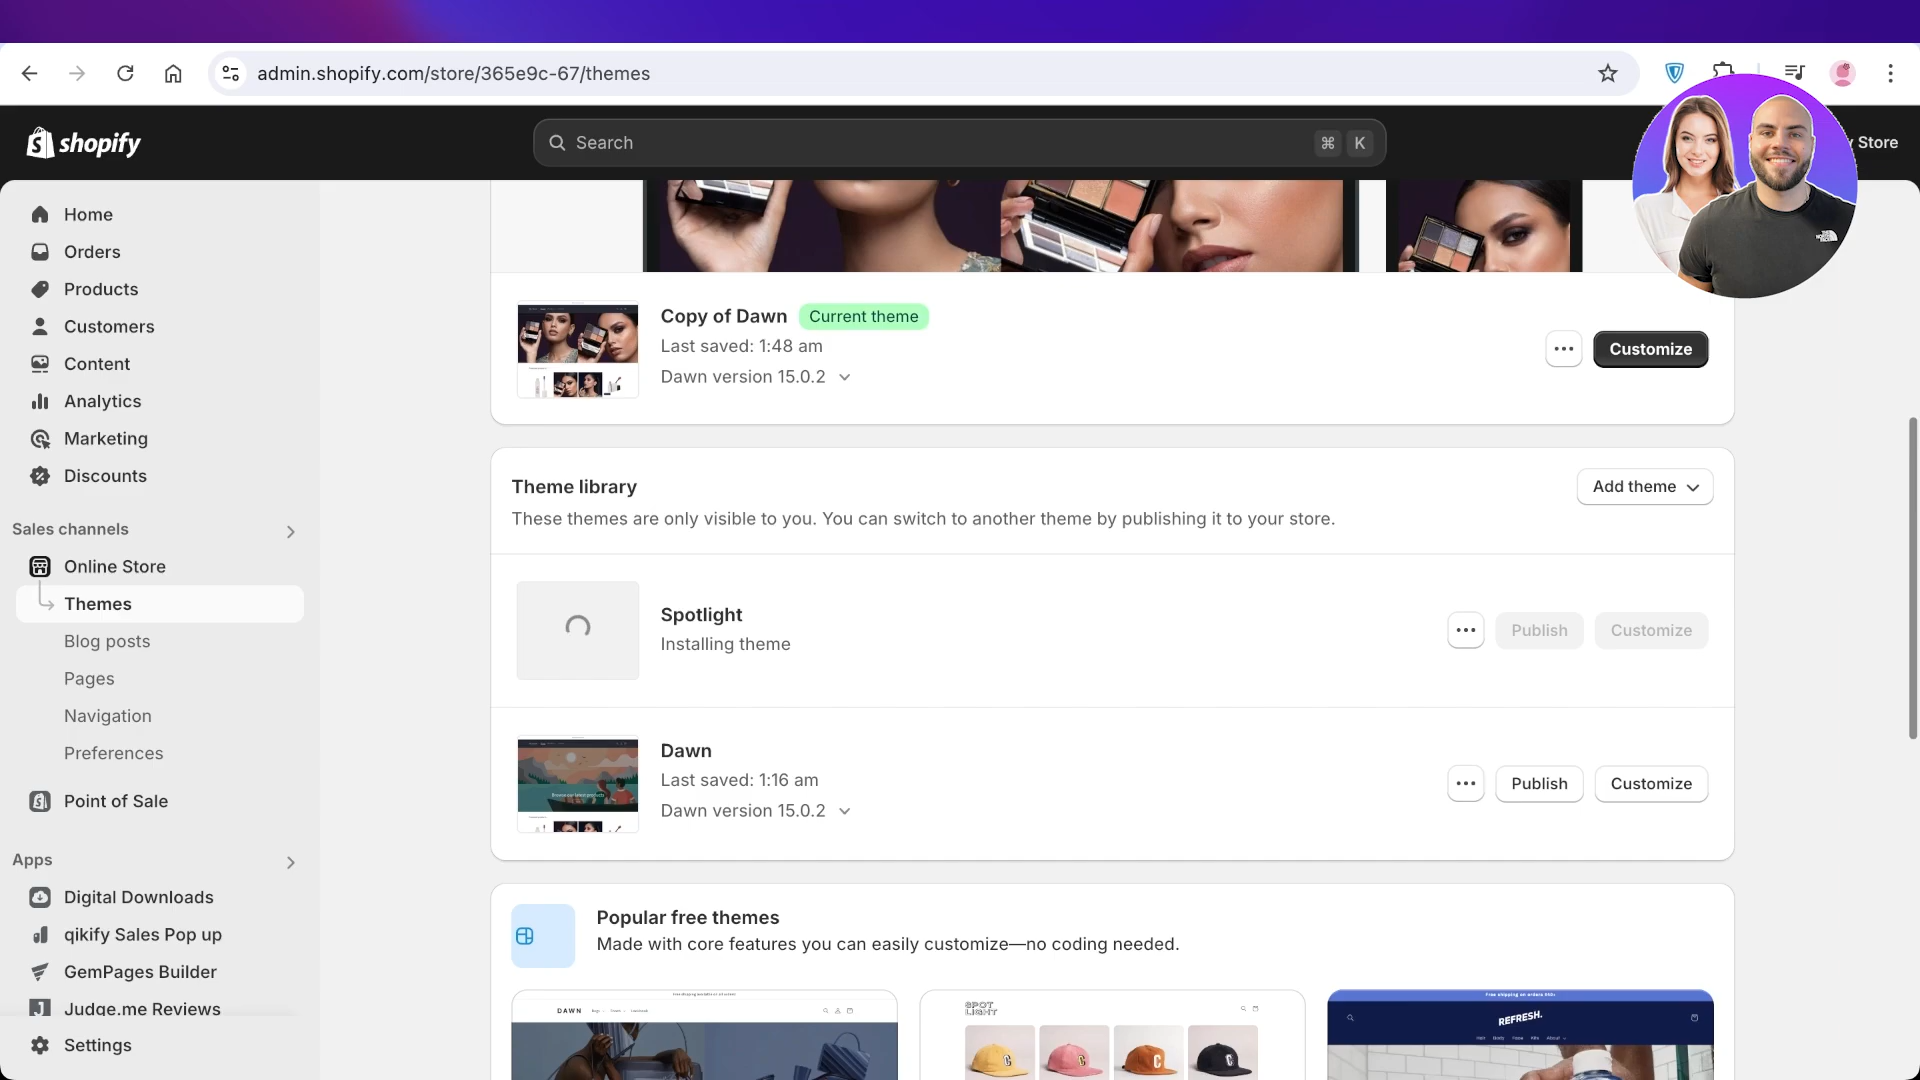 admin.shopify.com/store/365e9c-67/themes
shopify
Search
⌘ K
Store
Home
Orders
Products
Customers
Content
Analytics
Marketing
Discounts
Sales channels
Online Store
Themes
Blog posts
Pages
Navigation
Preferences
Point of Sale
Apps
Digital Downloads
qikify Sales Pop up
GemPages Builder
Judge.me Reviews
Settings
Copy of Dawn
Current theme
Last saved: 1:48 am
Dawn version 15.0.2
Customize
Theme library
Add theme
These themes are only visible to you. You can switch to another theme by publishing it to your store.
Spotlight
Installing theme
Publish
Customize
Dawn
Last saved: 1:16 am
Dawn version 15.0.2
Publish
Customize
Popular free themes
Made with core features you can easily customize—no coding needed.
DAWN
SPOT
LIGHT
Free shipping on orders $50+
REFRESH.